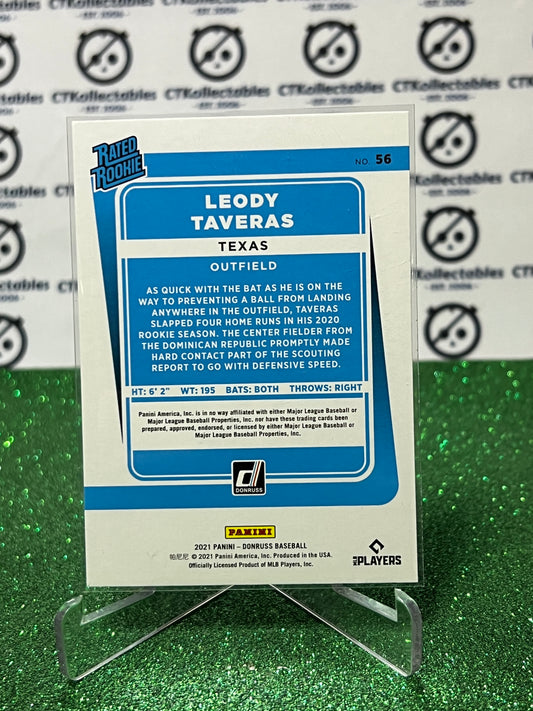 CTKollectables
EST. 2006
CTKollectables
EST. 2006
RATED
ROOKIE
NO. 56
LEODY
TAVERAS
TEXAS
OUTFIELD
AS QUICK WITH THE BAT AS HE IS ON THE
WAY TO PREVENTING A BALL FROM LANDING
ANYWHERE IN THE OUTFIELD, TAVERAS
SLAPPED FOUR HOME RUNS IN HIS 2020
ROOKIE SEASON. THE CENTER FIELDER FROM
THE DOMINICAN REPUBLIC PROMPTLY MADE
HARD CONTACT PART OF THE SCOUTING
REPORT TO GO WITH DEFENSIVE SPEED.
HT: 6' 2" WT: 195 BATS: BOTH THROWS: RIGHT
Panini America, Inc. is in no way affiliated with either Major League Baseball or
Major League Baseball Properties, Inc. nor have these trading cards been
prepared, approved, endorsed, or licensed by either Major League Baseball or
Major League Baseball Properties, Inc.
DONRUSS
PANINI
2021 PANINI – DONRUSS BASEBALL
帕尼尼 © 2021 Panini America, Inc. Produced in the USA.
Officially Licensed Product of MLB Players, Inc.
MLB PLAYERS